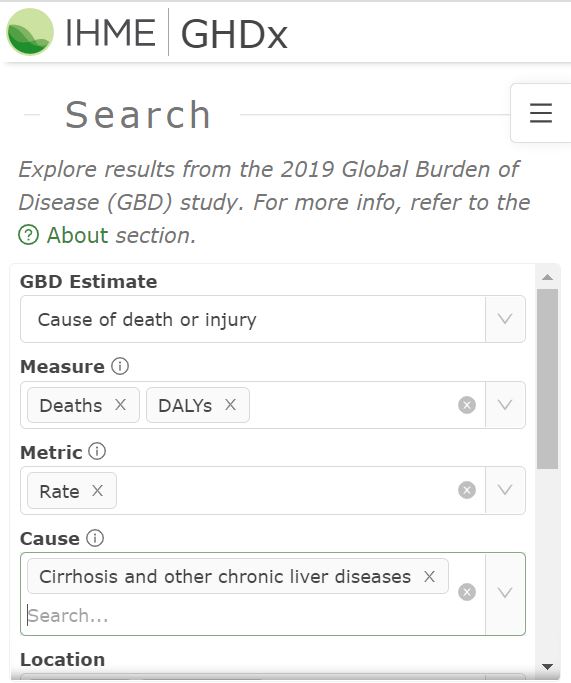 IHME GHDx
Search
Explore results from the 2019 Global Burden of
Disease (GBD) study. For more info, refer to the
? About section.
GBD Estimate
Cause of death or injury
Measure i
Deaths X DALYs X
Metric i
Rate X
Cause i
Cirrhosis and other chronic liver diseases X
Search...
Location